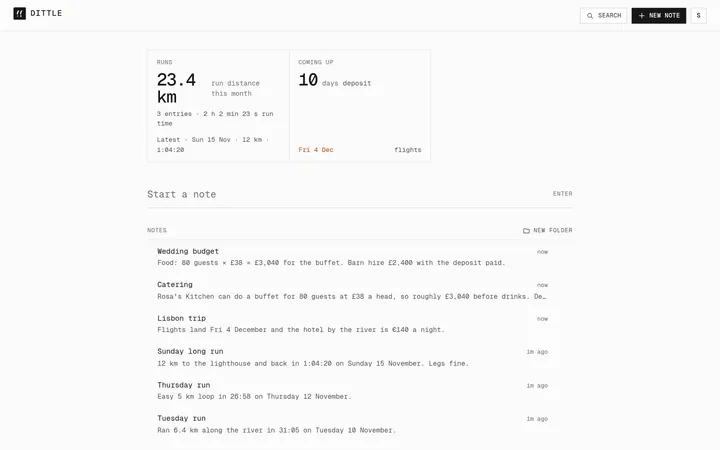 DITTLE
SEARCH
+ NEW NOTE
S
RUNS
23.4 km
run distance this month
3 entries · 2 h 2 min 23 s run time
Latest · Sun 15 Nov · 12 km · 1:04:20
COMING UP
10 days deposit
Fri 4 Dec
flights
Start a note
ENTER
NOTES
NEW FOLDER
Wedding budget
now
Food: 80 guests × £38 = £3,040 for the buffet. Barn hire £2,400 with the deposit paid.
Catering
now
Rosa's Kitchen can do a buffet for 80 guests at £38 a head, so roughly £3,040 before drinks. De…
Lisbon trip
now
Flights land Fri 4 December and the hotel by the river is €140 a night.
Sunday long run
1m ago
12 km to the lighthouse and back in 1:04:20 on Sunday 15 November. Legs fine.
Thursday run
1m ago
Easy 5 km loop in 26:58 on Thursday 12 November.
Tuesday run
1m ago
Ran 6.4 km along the river in 31:05 on Tuesday 10 November.